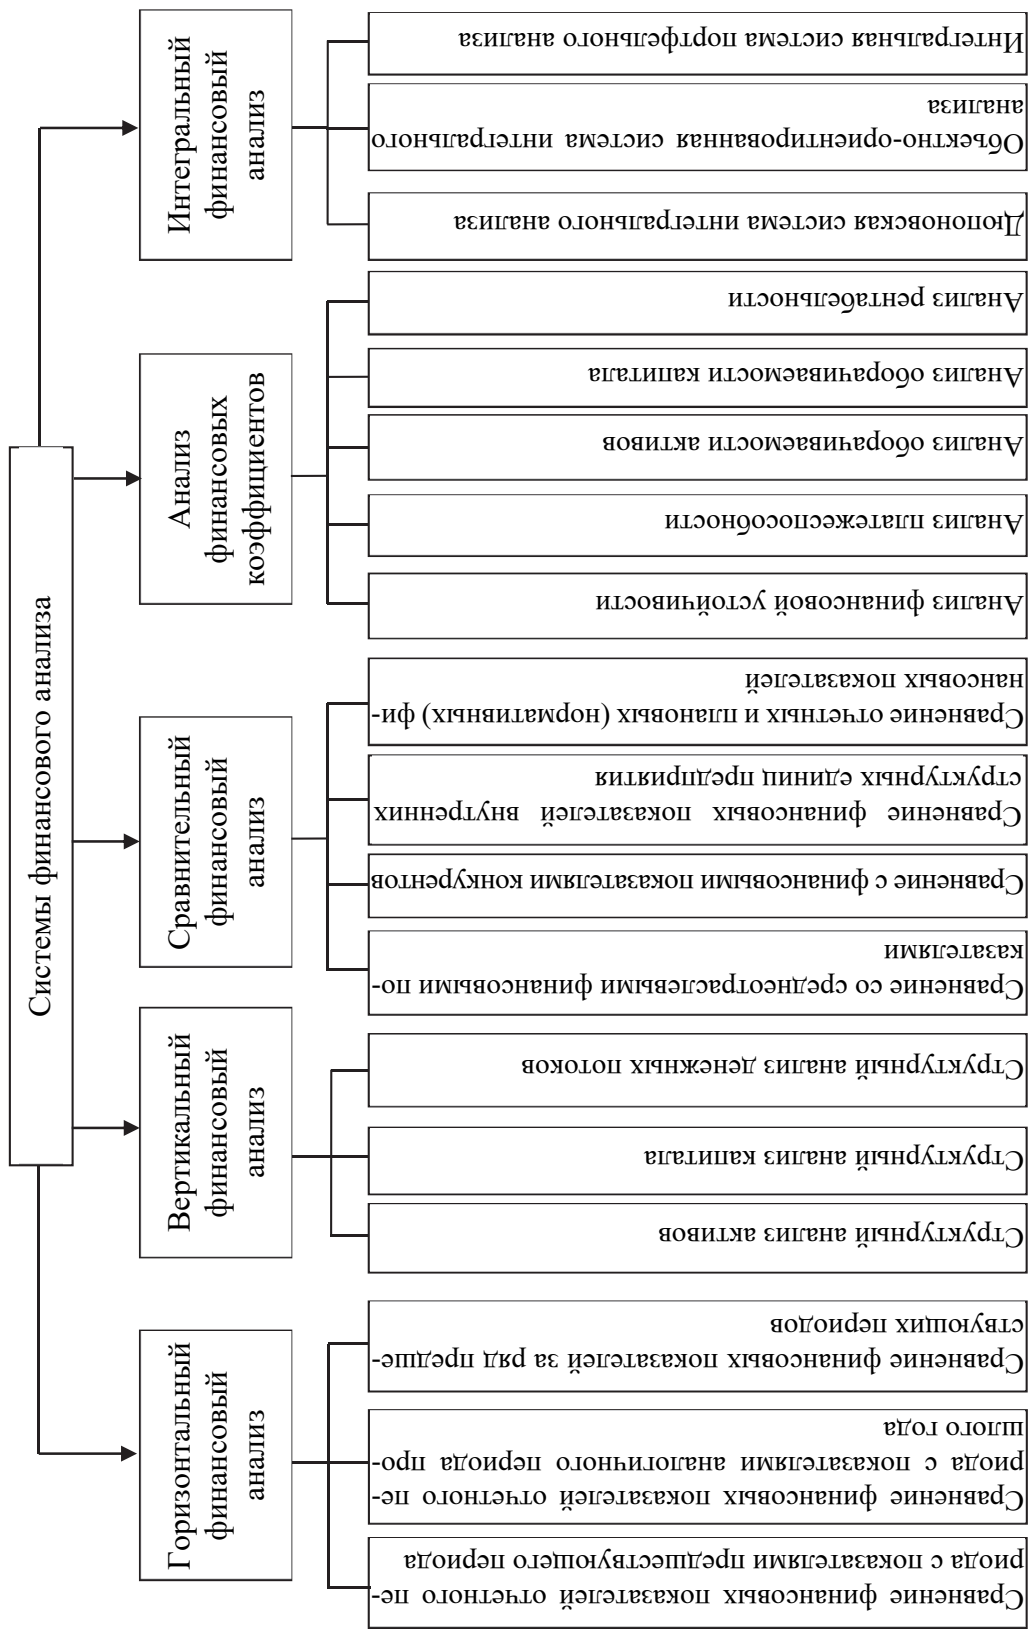 Системы финансового анализа
Горизонтальный
финансовый
анализ
Сравнение финансовых показателей отчетного пе-
риода с показателями предшествующего периода
Сравнение финансовых показателей отчетного пе-
риода с показателями аналогичного периода про-
шлого года
Сравнение финансовых показателей за ряд предше-
ствующих периодов
Вертикальный
финансовый
анализ
Структурный анализ активов
Структурный анализ капитала
Структурный анализ денежных потоков
Сравнительный
финансовый
анализ
Сравнение со среднеотраслевыми финансовыми по-
казателями
Сравнение с финансовыми показателями конкурентов
Сравнение финансовых показателей внутренних
структурных единиц предприятия
Сравнение отчетных и плановых (нормативных) фи-
нансовых показателей
Анализ
финансовых
коэффициентов
Анализ финансовой устойчивости
Анализ платежеспособности
Анализ оборачиваемости активов
Анализ оборачиваемости капитала
Анализ рентабельности
Интегральный
финансовый
анализ
Дюпоновская система интегрального анализа
Объектно-ориентированная система интегрального
анализа
Интегральная система портфельного анализа